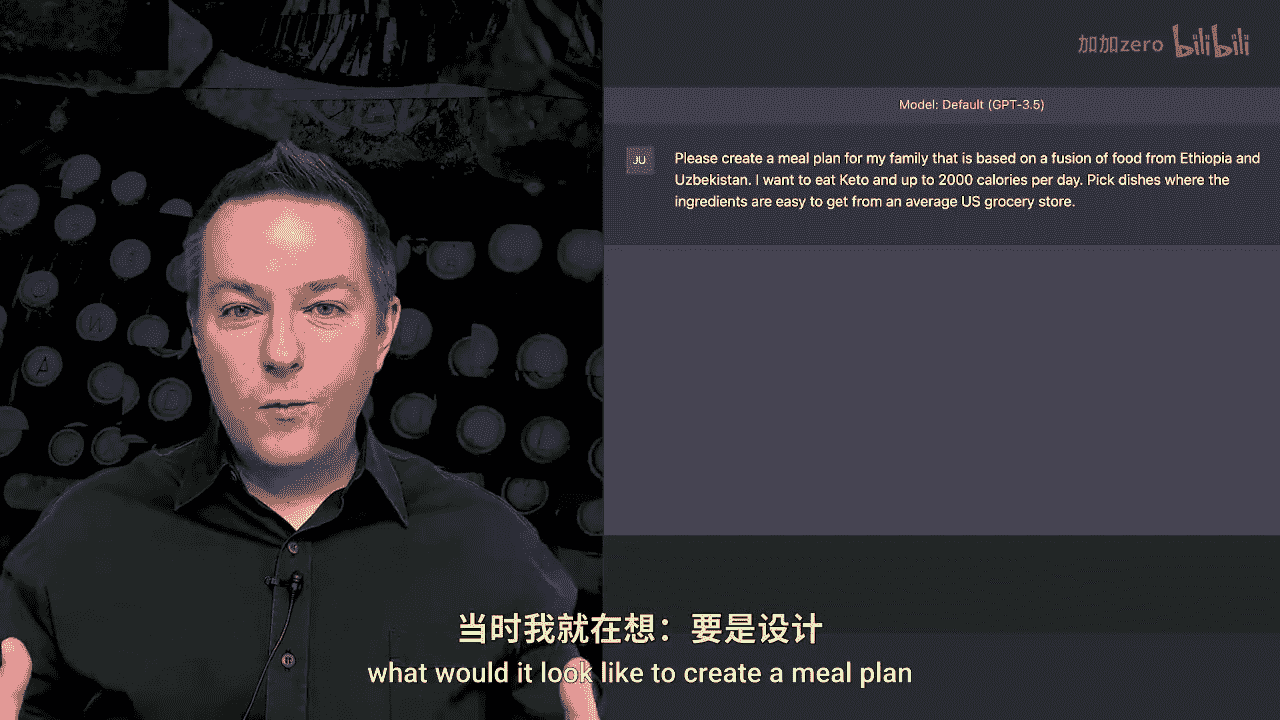 加加zero bilibili
Model: Default (GPT-3.5)
JU
Please create a meal plan for my family that is based on a fusion of food from Ethiopia and
Uzbekistan. I want to eat Keto and up to 2000 calories per day. Pick dishes where the
ingredients are easy to get from an average US grocery store.
当时我就在想：要是设计
what would it look like to create a meal plan